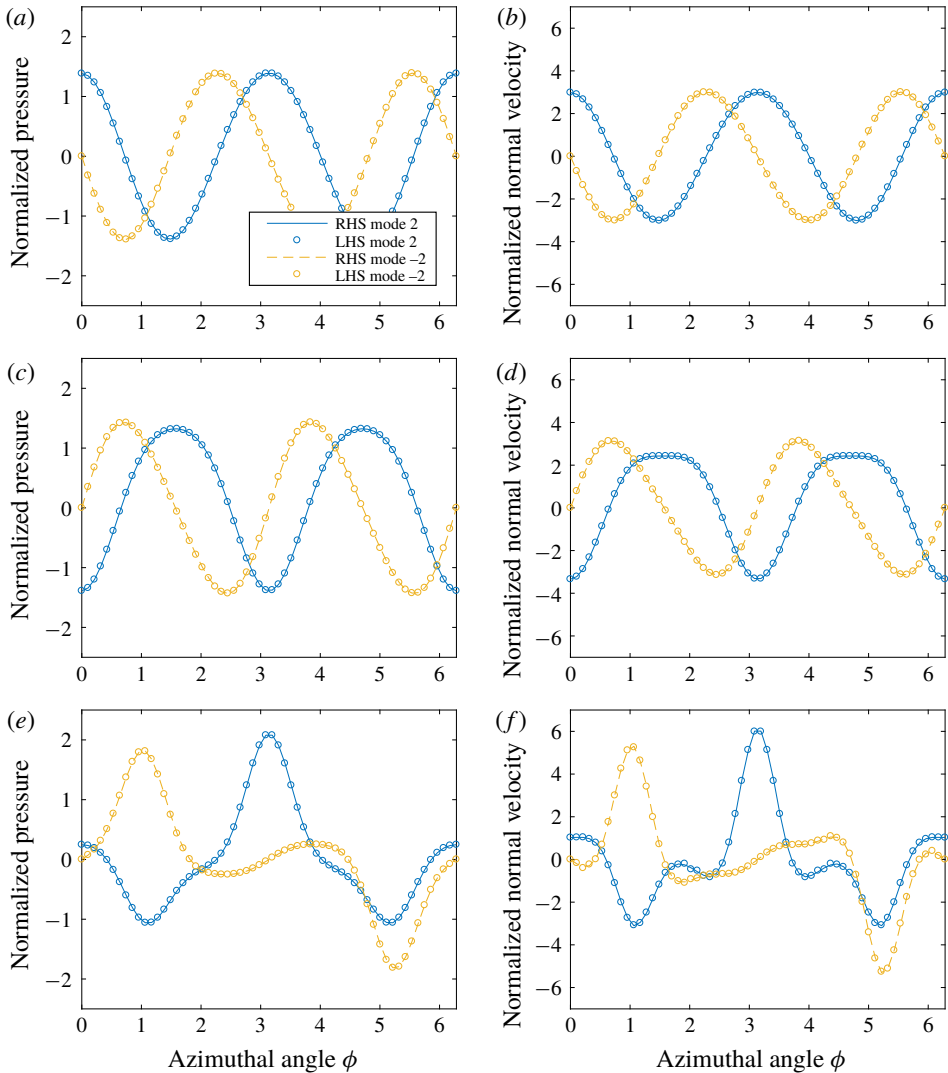 (a)
2
1
0
−1
−2
Normalized pressure
0 1 2 3 4 5 6
RHS mode 2
LHS mode 2
RHS mode –2
LHS mode –2
(b)
6
4
2
0
−2
−4
−6
Normalized normal velocity
0 1 2 3 4 5 6
(c)
2
1
0
−1
−2
Normalized pressure
0 1 2 3 4 5 6
(d)
6
4
2
0
−2
−4
−6
Normalized normal velocity
0 1 2 3 4 5 6
(e)
2
1
0
−1
−2
Normalized pressure
0 1 2 3 4 5 6
Azimuthal angle ϕ
(f)
6
4
2
0
−2
−4
−6
Normalized normal velocity
0 1 2 3 4 5 6
Azimuthal angle ϕ